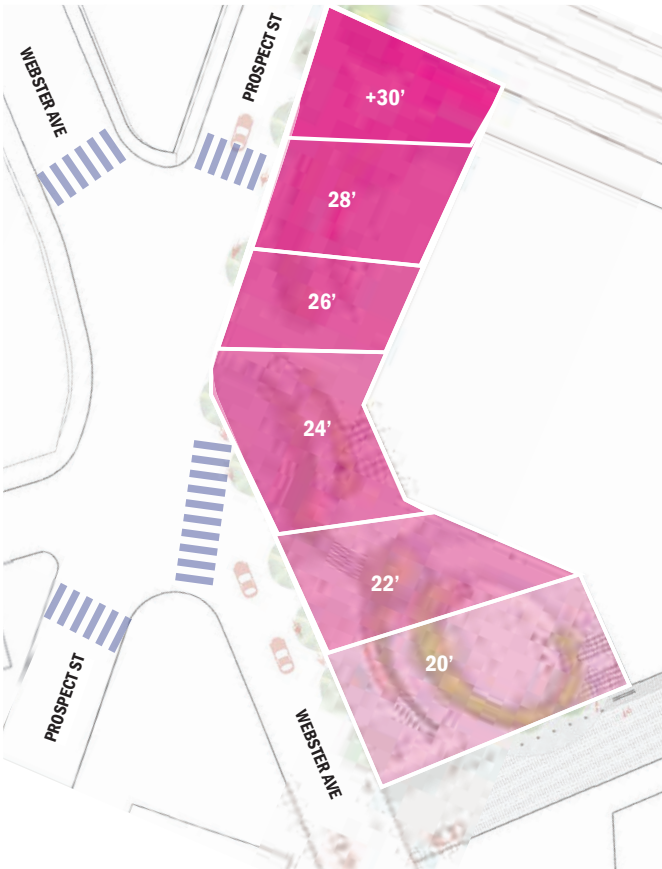 PROSPECT ST
WEBSTER AVE
+30’
28’
26’
24’
22’
20’
PROSPECT ST
WEBSTER AVE